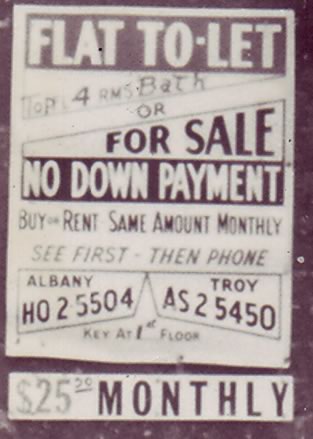 FLAT TO-LET
TOP 4 RMS Bath
OR
FOR SALE
NO DOWN PAYMENT
BUY OR RENT SAME AMOUNT MONTHLY
SEE FIRST - THEN PHONE
ALBANY
HO 2 5504
TROY
AS 2 5450
KEY AT 1st FLOOR
$25.00 MONTHLY